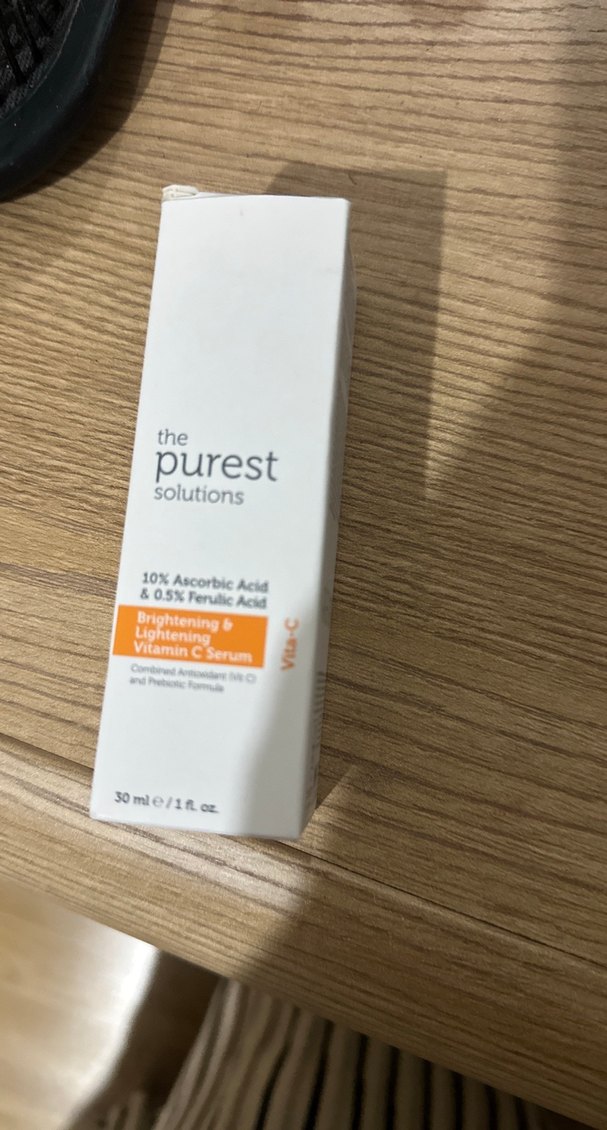 the
purest
solutions
10% Ascorbic Acid
& 0.5% Ferulic Acid
Brightening &
Lightening
Vitamin C Serum
Combined Antioxidant (Vit C)
and Prebiotic Formula
Vita-C
30 ml ℮ / 1 fl. oz.